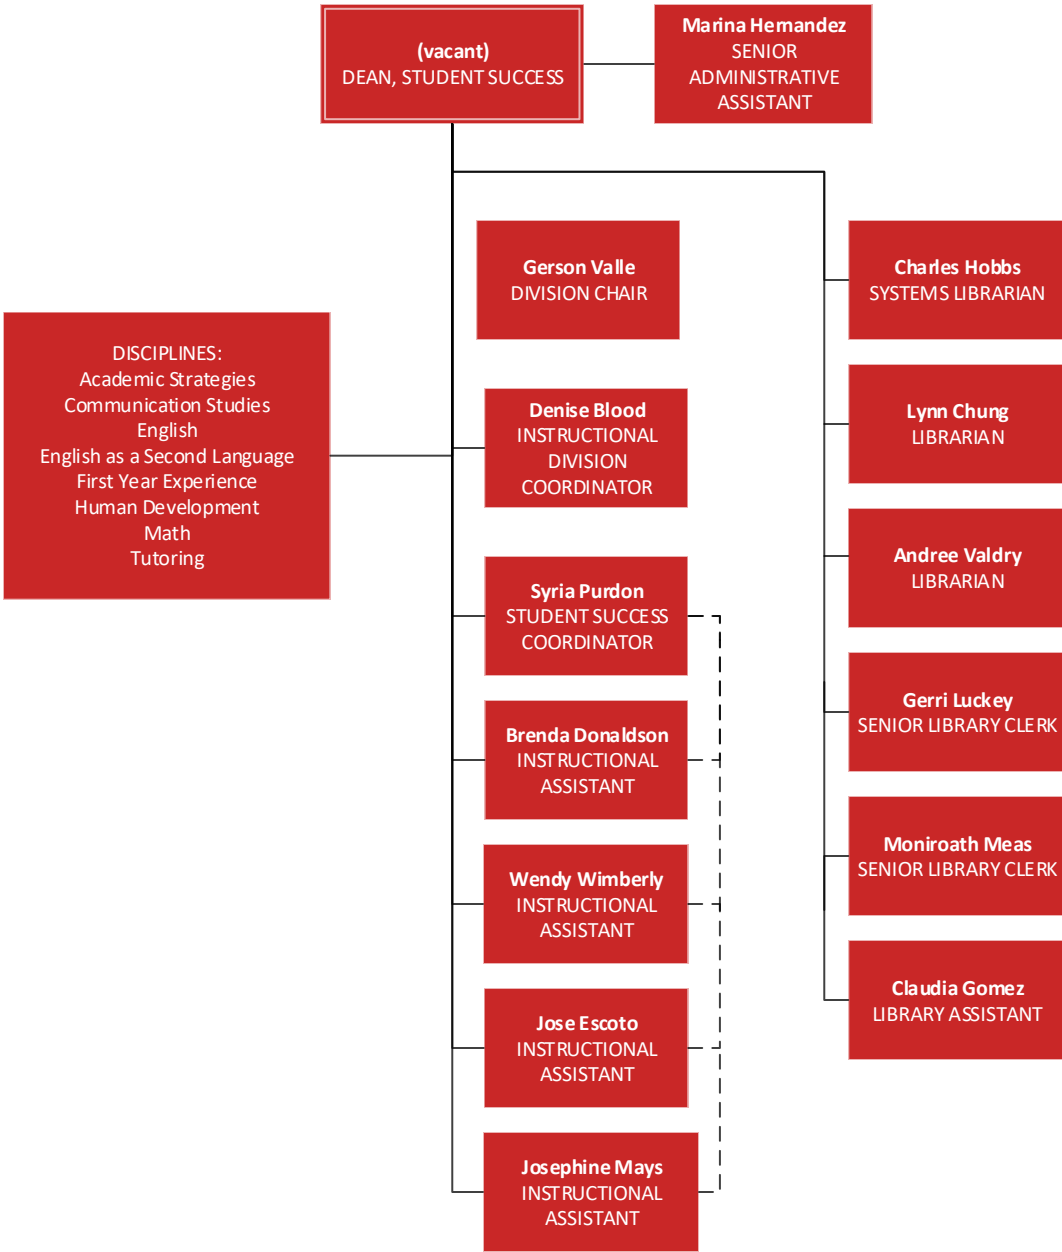 (vacant)
DEAN, STUDENT SUCCESS
Marina Hernandez
SENIOR
ADMINISTRATIVE
ASSISTANT
DISCIPLINES:
Academic Strategies
Communication Studies
English
English as a Second Language
First Year Experience
Human Development
Math
Tutoring
Gerson Valle
DIVISION CHAIR
Denise Blood
INSTRUCTIONAL
DIVISION
COORDINATOR
Syria Purdon
STUDENT SUCCESS
COORDINATOR
Brenda Donaldson
INSTRUCTIONAL
ASSISTANT
Wendy Wimberly
INSTRUCTIONAL
ASSISTANT
Jose Escoto
INSTRUCTIONAL
ASSISTANT
Josephine Mays
INSTRUCTIONAL
ASSISTANT
Charles Hobbs
SYSTEMS LIBRARIAN
Lynn Chung
LIBRARIAN
Andree Valdry
LIBRARIAN
Gerri Luckey
SENIOR LIBRARY CLERK
Moniroath Meas
SENIOR LIBRARY CLERK
Claudia Gomez
LIBRARY ASSISTANT